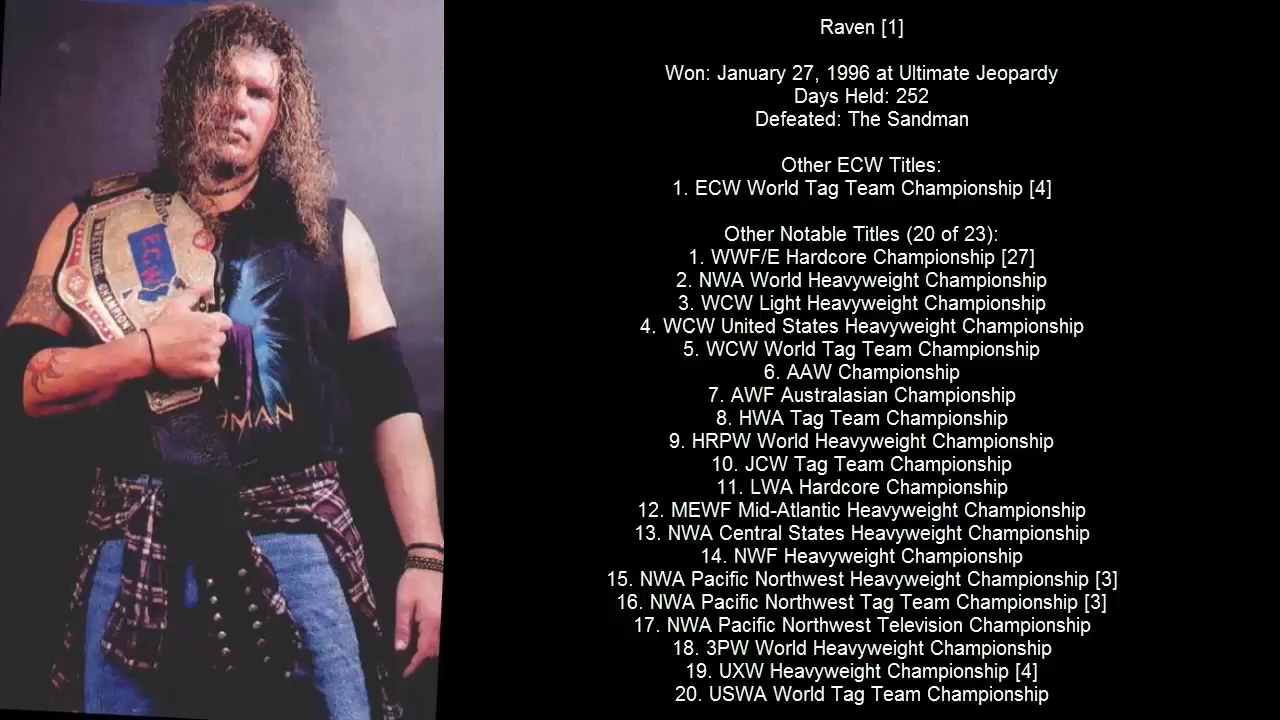 Raven [1]
Won: January 27, 1996 at Ultimate Jeopardy
Days Held: 252
Defeated: The Sandman
Other ECW Titles:
1. ECW World Tag Team Championship [4]
Other Notable Titles (20 of 23):
1. WWF/E Hardcore Championship [27]
2. NWA World Heavyweight Championship
3. WCW Light Heavyweight Championship
4. WCW United States Heavyweight Championship
5. WCW World Tag Team Championship
6. AAW Championship
7. AWF Australasian Championship
8. HWA Tag Team Championship
9. HRPW World Heavyweight Championship
10. JCW Tag Team Championship
11. LWA Hardcore Championship
12. MEWF Mid-Atlantic Heavyweight Championship
13. NWA Central States Heavyweight Championship
14. NWF Heavyweight Championship
15. NWA Pacific Northwest Heavyweight Championship [3]
16. NWA Pacific Northwest Tag Team Championship [3]
17. NWA Pacific Northwest Television Championship
18. 3PW World Heavyweight Championship
19. UXW Heavyweight Championship [4]
20. USWA World Tag Team Championship
ECW
WRESTLING CHAMPION